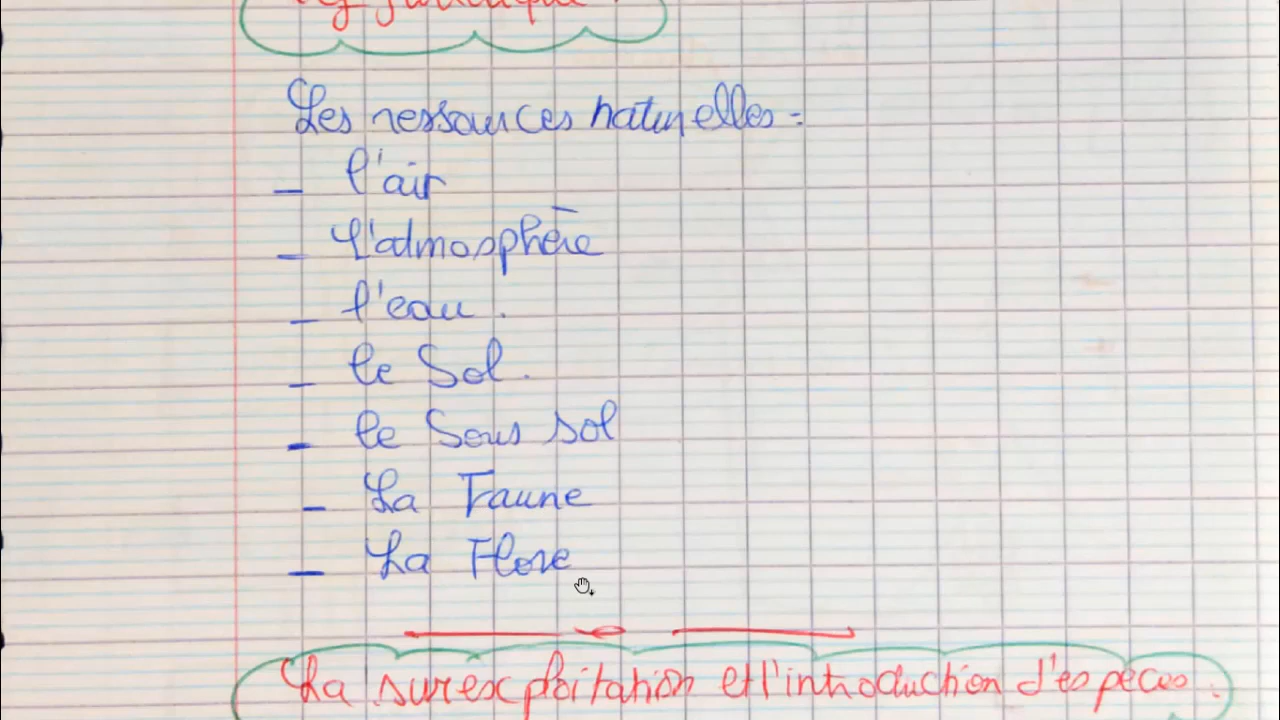 Les ressources naturelles :
- l'air
- L'admosphère
- l'eau.
- le Sol.
- le Sous sol
- La Faune
- La Flore
La surexploitation et l'introduction d'espèces.